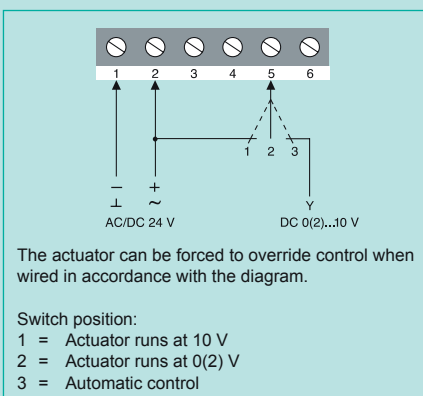 1 2 3 4 5 6
1 2 3
– +
⊥ ~ Y
AC/DC 24 V DC 0(2)...10 V
The actuator can be forced to override control when
wired in accordance with the diagram.
Switch position:
1 = Actuator runs at 10 V
2 = Actuator runs at 0(2) V
3 = Automatic control